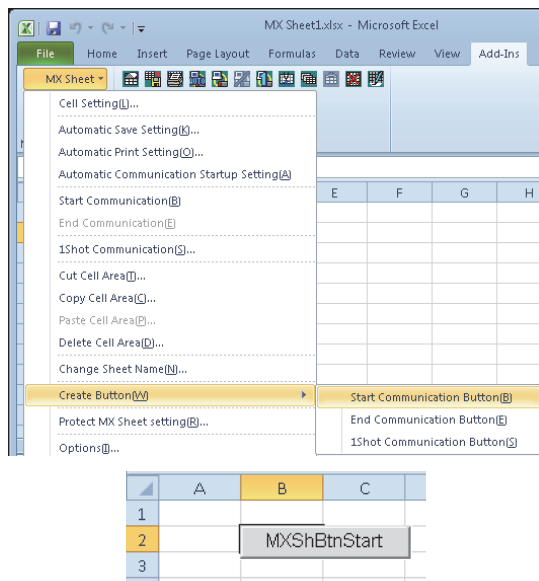 MX Sheet1.xlsx - Microsoft Excel
File Home Insert Page Layout Formulas Data Review View Add-Ins
MX Sheet
Cell Setting(L)...
Automatic Save Setting(K)...
Automatic Print Setting(O)...
Automatic Communication Startup Setting(A)
E F G H
Start Communication(B)
End Communication(E)
1Shot Communication(S)...
Cut Cell Area(T)...
Copy Cell Area(C)...
Paste Cell Area(P)...
Delete Cell Area(D)...
Change Sheet Name(N)...
Create Button(W)
Start Communication Button(B)
Protect MX Sheet setting(R)...
End Communication Button(E)
Options(I)...
1Shot Communication Button(S)
A B C
1
2 MXShBtnStart
3